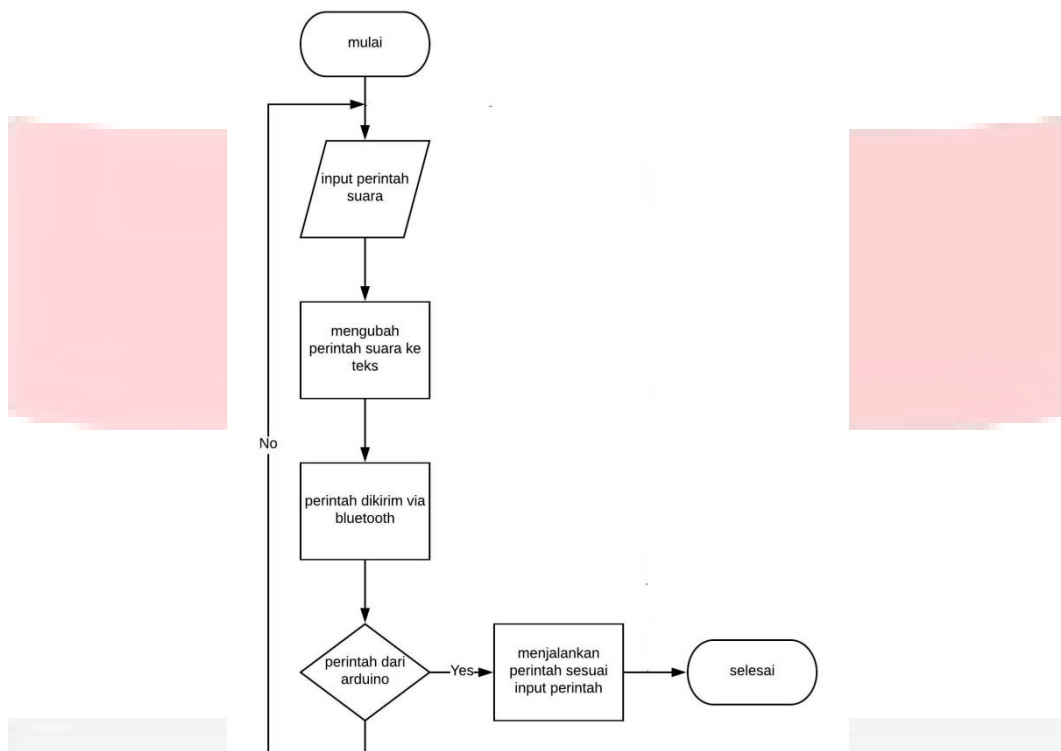 mulai
input perintah
suara
mengubah
perintah suara ke
teks
No
perintah dikirim via
bluetooth
perintah dari
arduino
Yes
menjalankan
perintah sesuai
input perintah
selesai